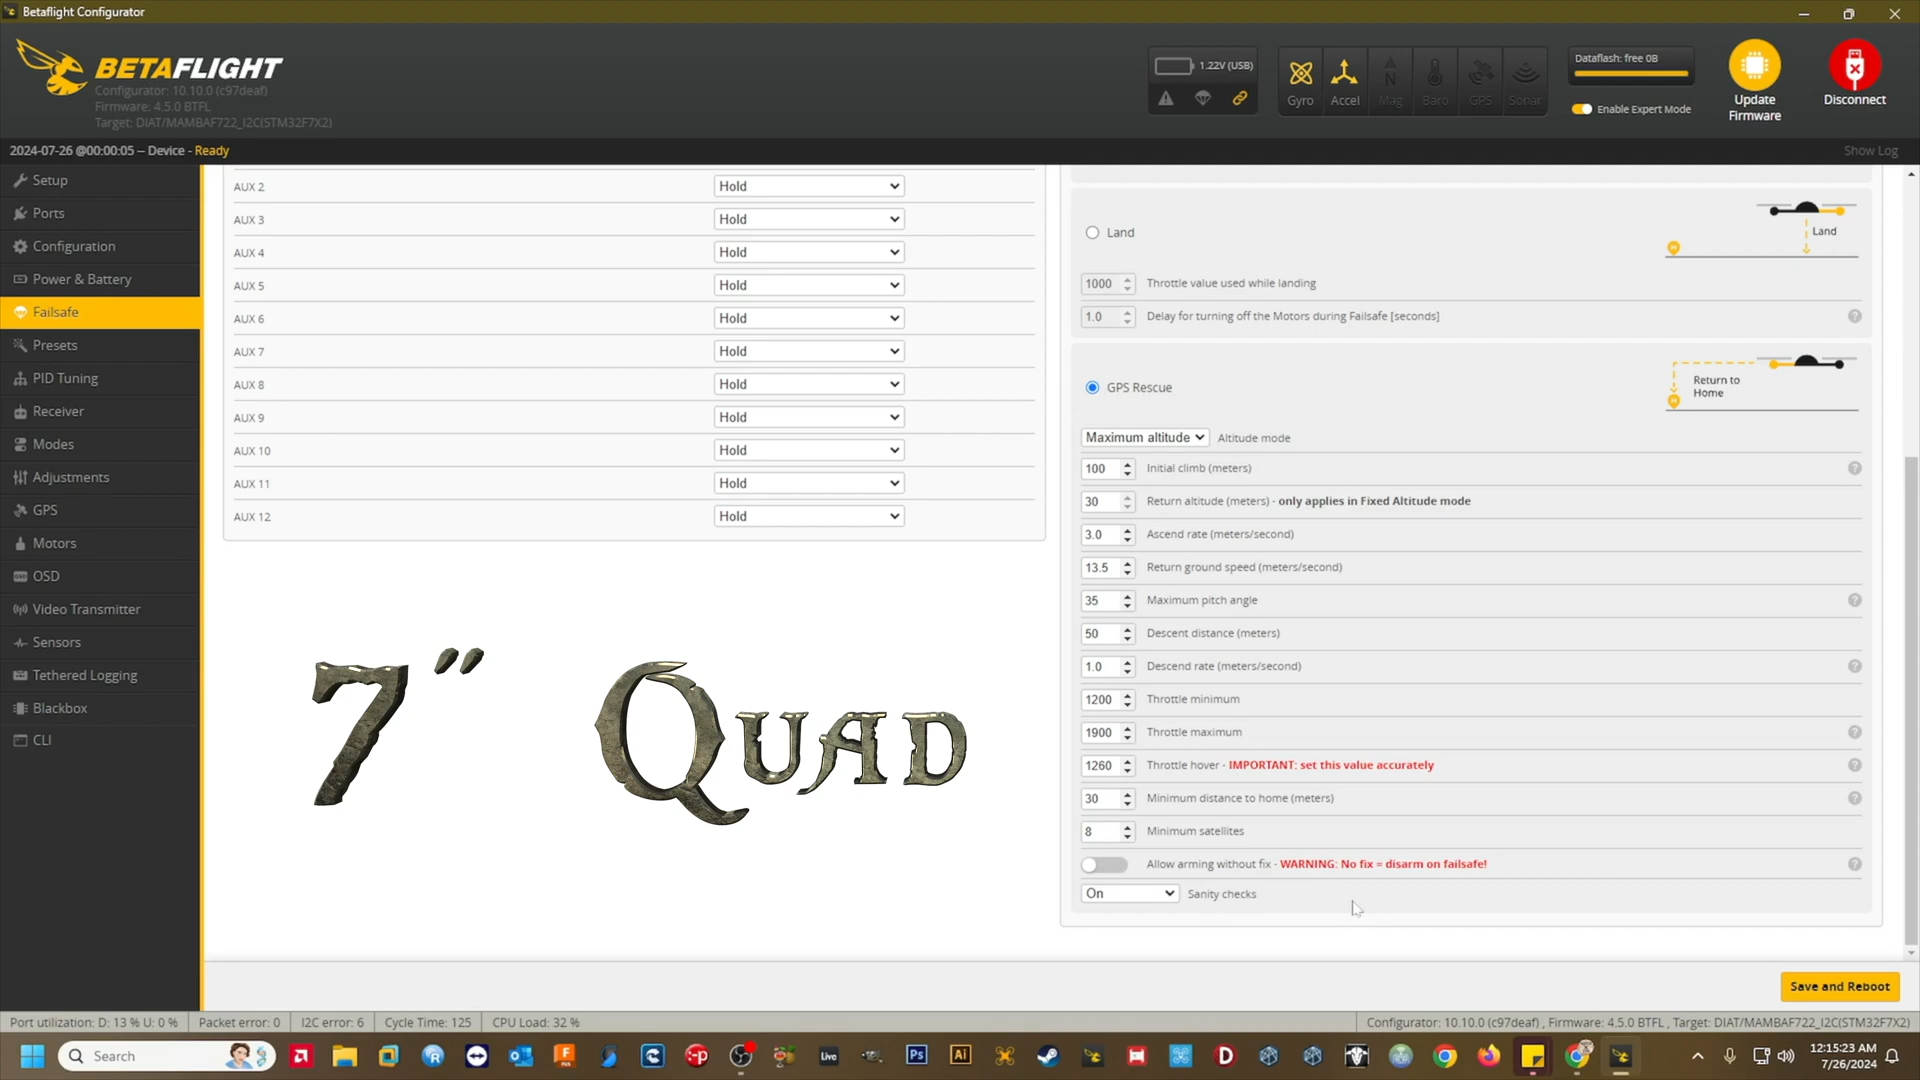 Betaflight Configurator
BETAFLIGHT
Configurator: 10.10.0 (c97deaf)
Firmware: 4.5.0 BTFL
Target: DIAT/MAMBAF722_I2C(STM32F7X2)
1.22V (USB)
Gyro
Accel
Mag
Baro
GPS
Sonar
Dataflash: free 0B
Enable Expert Mode
Update
Firmware
Disconnect
2024-07-26 @00:00:05 -- Device - Ready
Show Log
Setup
Ports
Configuration
Power & Battery
Failsafe
Presets
PID Tuning
Receiver
Modes
Adjustments
GPS
Motors
OSD
Video Transmitter
Sensors
Tethered Logging
Blackbox
CLI
AUX 2 Hold
AUX 3 Hold
AUX 4 Hold
AUX 5 Hold
AUX 6 Hold
AUX 7 Hold
AUX 8 Hold
AUX 9 Hold
AUX 10 Hold
AUX 11 Hold
AUX 12 Hold
7" Quad
Land
Land
1000 Throttle value used while landing
1.0 Delay for turning off the Motors during Failsafe [seconds]
GPS Rescue
Return to
Home
Maximum altitude Altitude mode
100 Initial climb (meters)
30 Return altitude (meters) - only applies in Fixed Altitude mode
3.0 Ascend rate (meters/second)
13.5 Return ground speed (meters/second)
35 Maximum pitch angle
50 Descent distance (meters)
1.0 Descend rate (meters/second)
1200 Throttle minimum
1900 Throttle maximum
1260 Throttle hover - IMPORTANT: set this value accurately
30 Minimum distance to home (meters)
8 Minimum satellites
Allow arming without fix - WARNING: No fix = disarm on failsafe!
On Sanity checks
Save and Reboot
Port utilization: D: 13 % U: 0 % Packet error: 0 I2C error: 6 Cycle Time: 125 CPU Load: 32 %
Configurator: 10.10.0 (c97deaf) , Firmware: 4.5.0 BTFL , Target: DIAT/MAMBAF722_I2C(STM32F7X2)
Search
Live
Ps
Ai
12:15:23 AM
7/26/2024